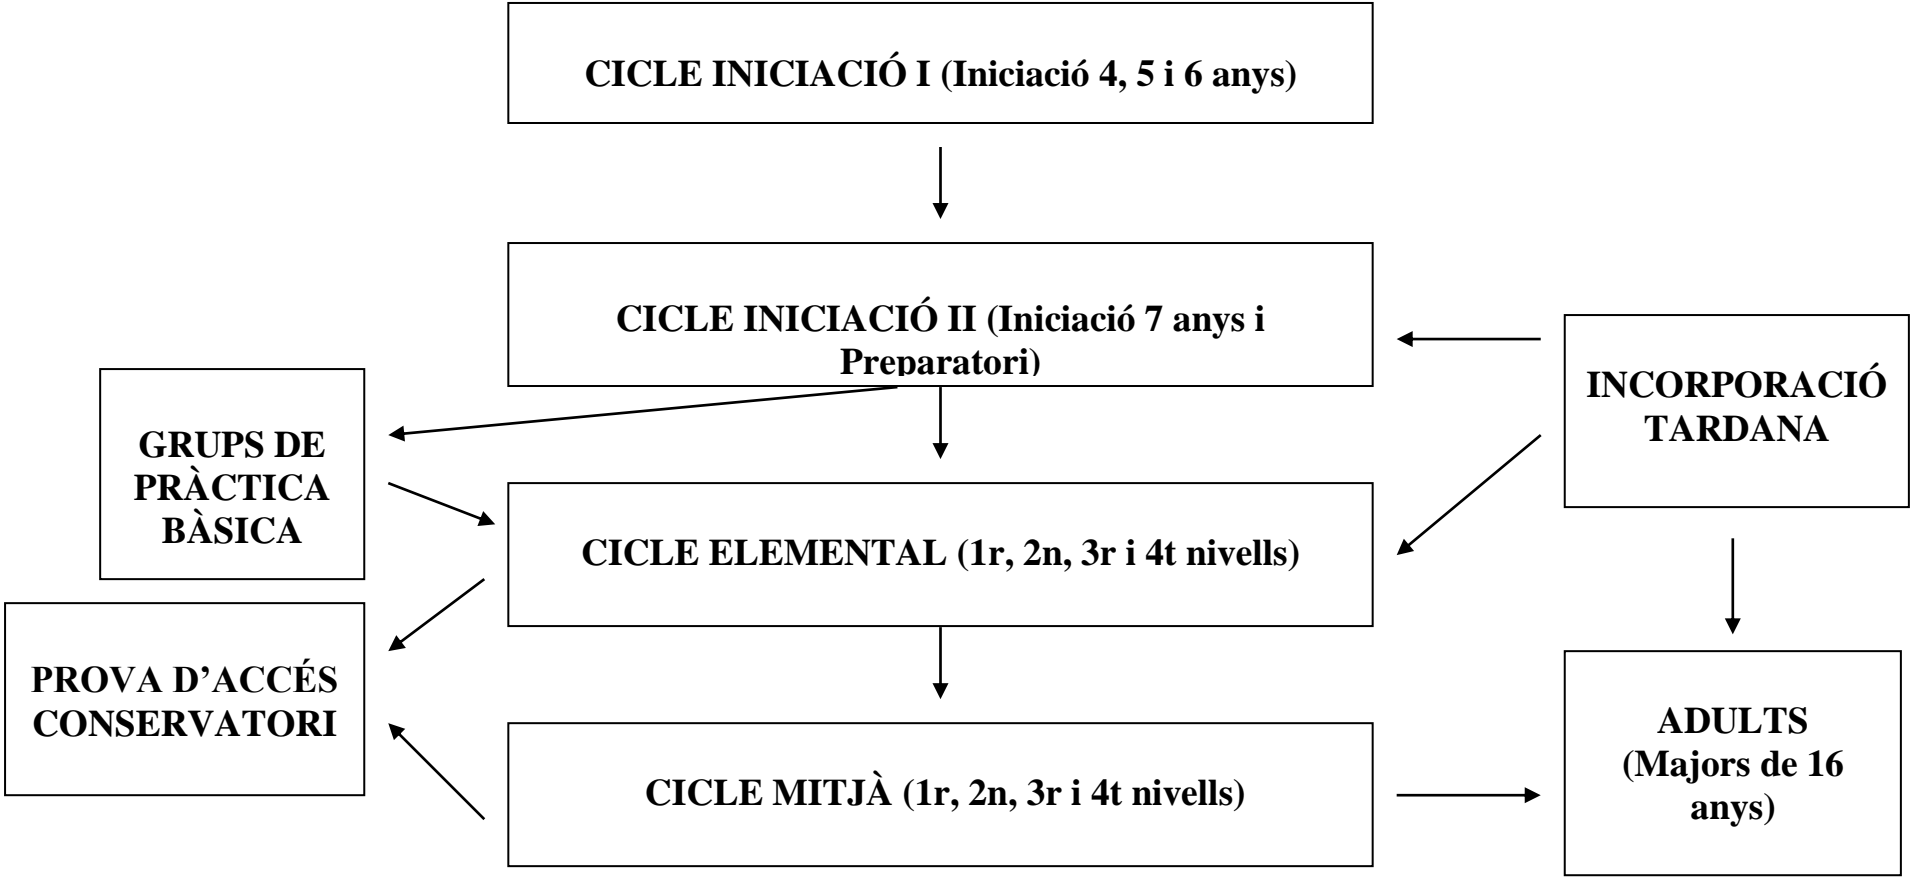 CICLE INICIACIÓ I (Iniciació 4, 5 i 6 anys)
CICLE INICIACIÓ II (Iniciació 7 anys i
Preparatori)
INCORPORACIÓ
TARDANA
GRUPS DE
PRÀCTICA
BÀSICA
CICLE ELEMENTAL (1r, 2n, 3r i 4t nivells)
PROVA D’ACCÉS
CONSERVATORI
CICLE MITJÀ (1r, 2n, 3r i 4t nivells)
ADULTS
(Majors de 16
anys)